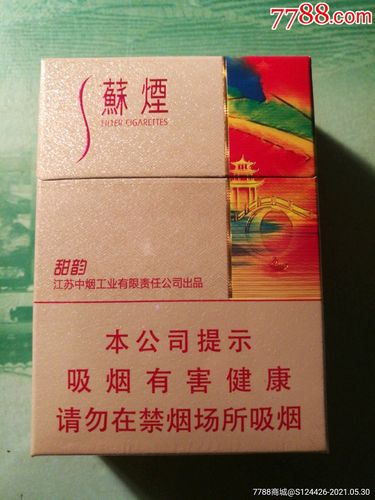 7788.com
蘇煙
FILTER CIGARETTES
甜韵
江苏中烟工业有限责任公司出品
本公司提示
吸烟有害健康
请勿在禁烟场所吸烟
7788商城@S124426-2021.05.30